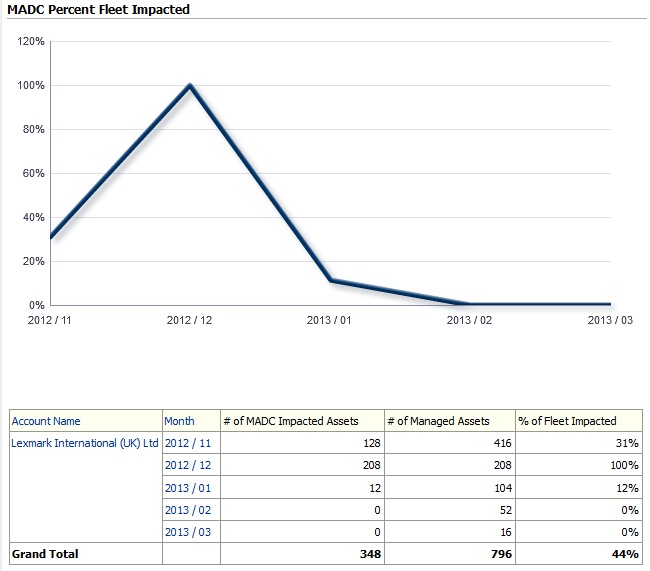 MADC Percent Fleet Impacted
120%
100%
80%
60%
40%
20%
0%
2012 / 11 2012 / 12 2013 / 01 2013 / 02 2013 / 03
Account Name Month # of MADC Impacted Assets # of Managed Assets % of Fleet Impacted
Lexmark International (UK) Ltd 2012 / 11 128 416 31%
2012 / 12 208 208 100%
2013 / 01 12 104 12%
2013 / 02 0 52 0%
2013 / 03 0 16 0%
Grand Total 348 796 44%